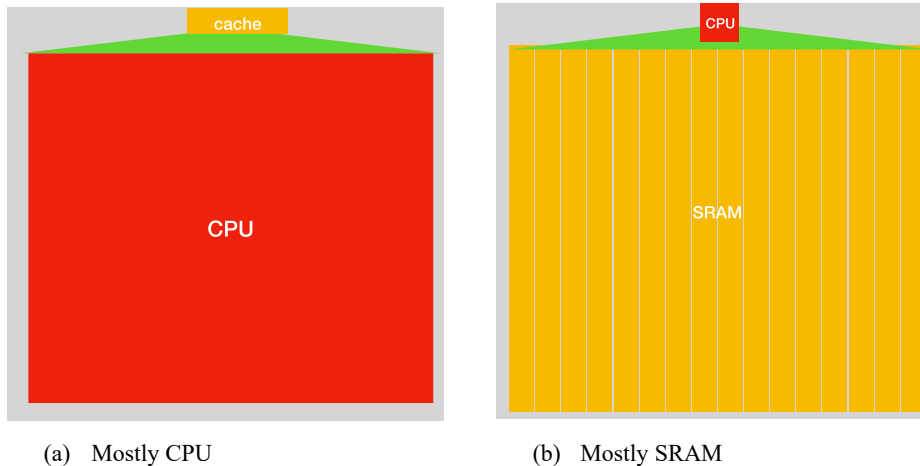 cache
CPU
CPU
SRAM
(a) Mostly CPU
(b) Mostly SRAM